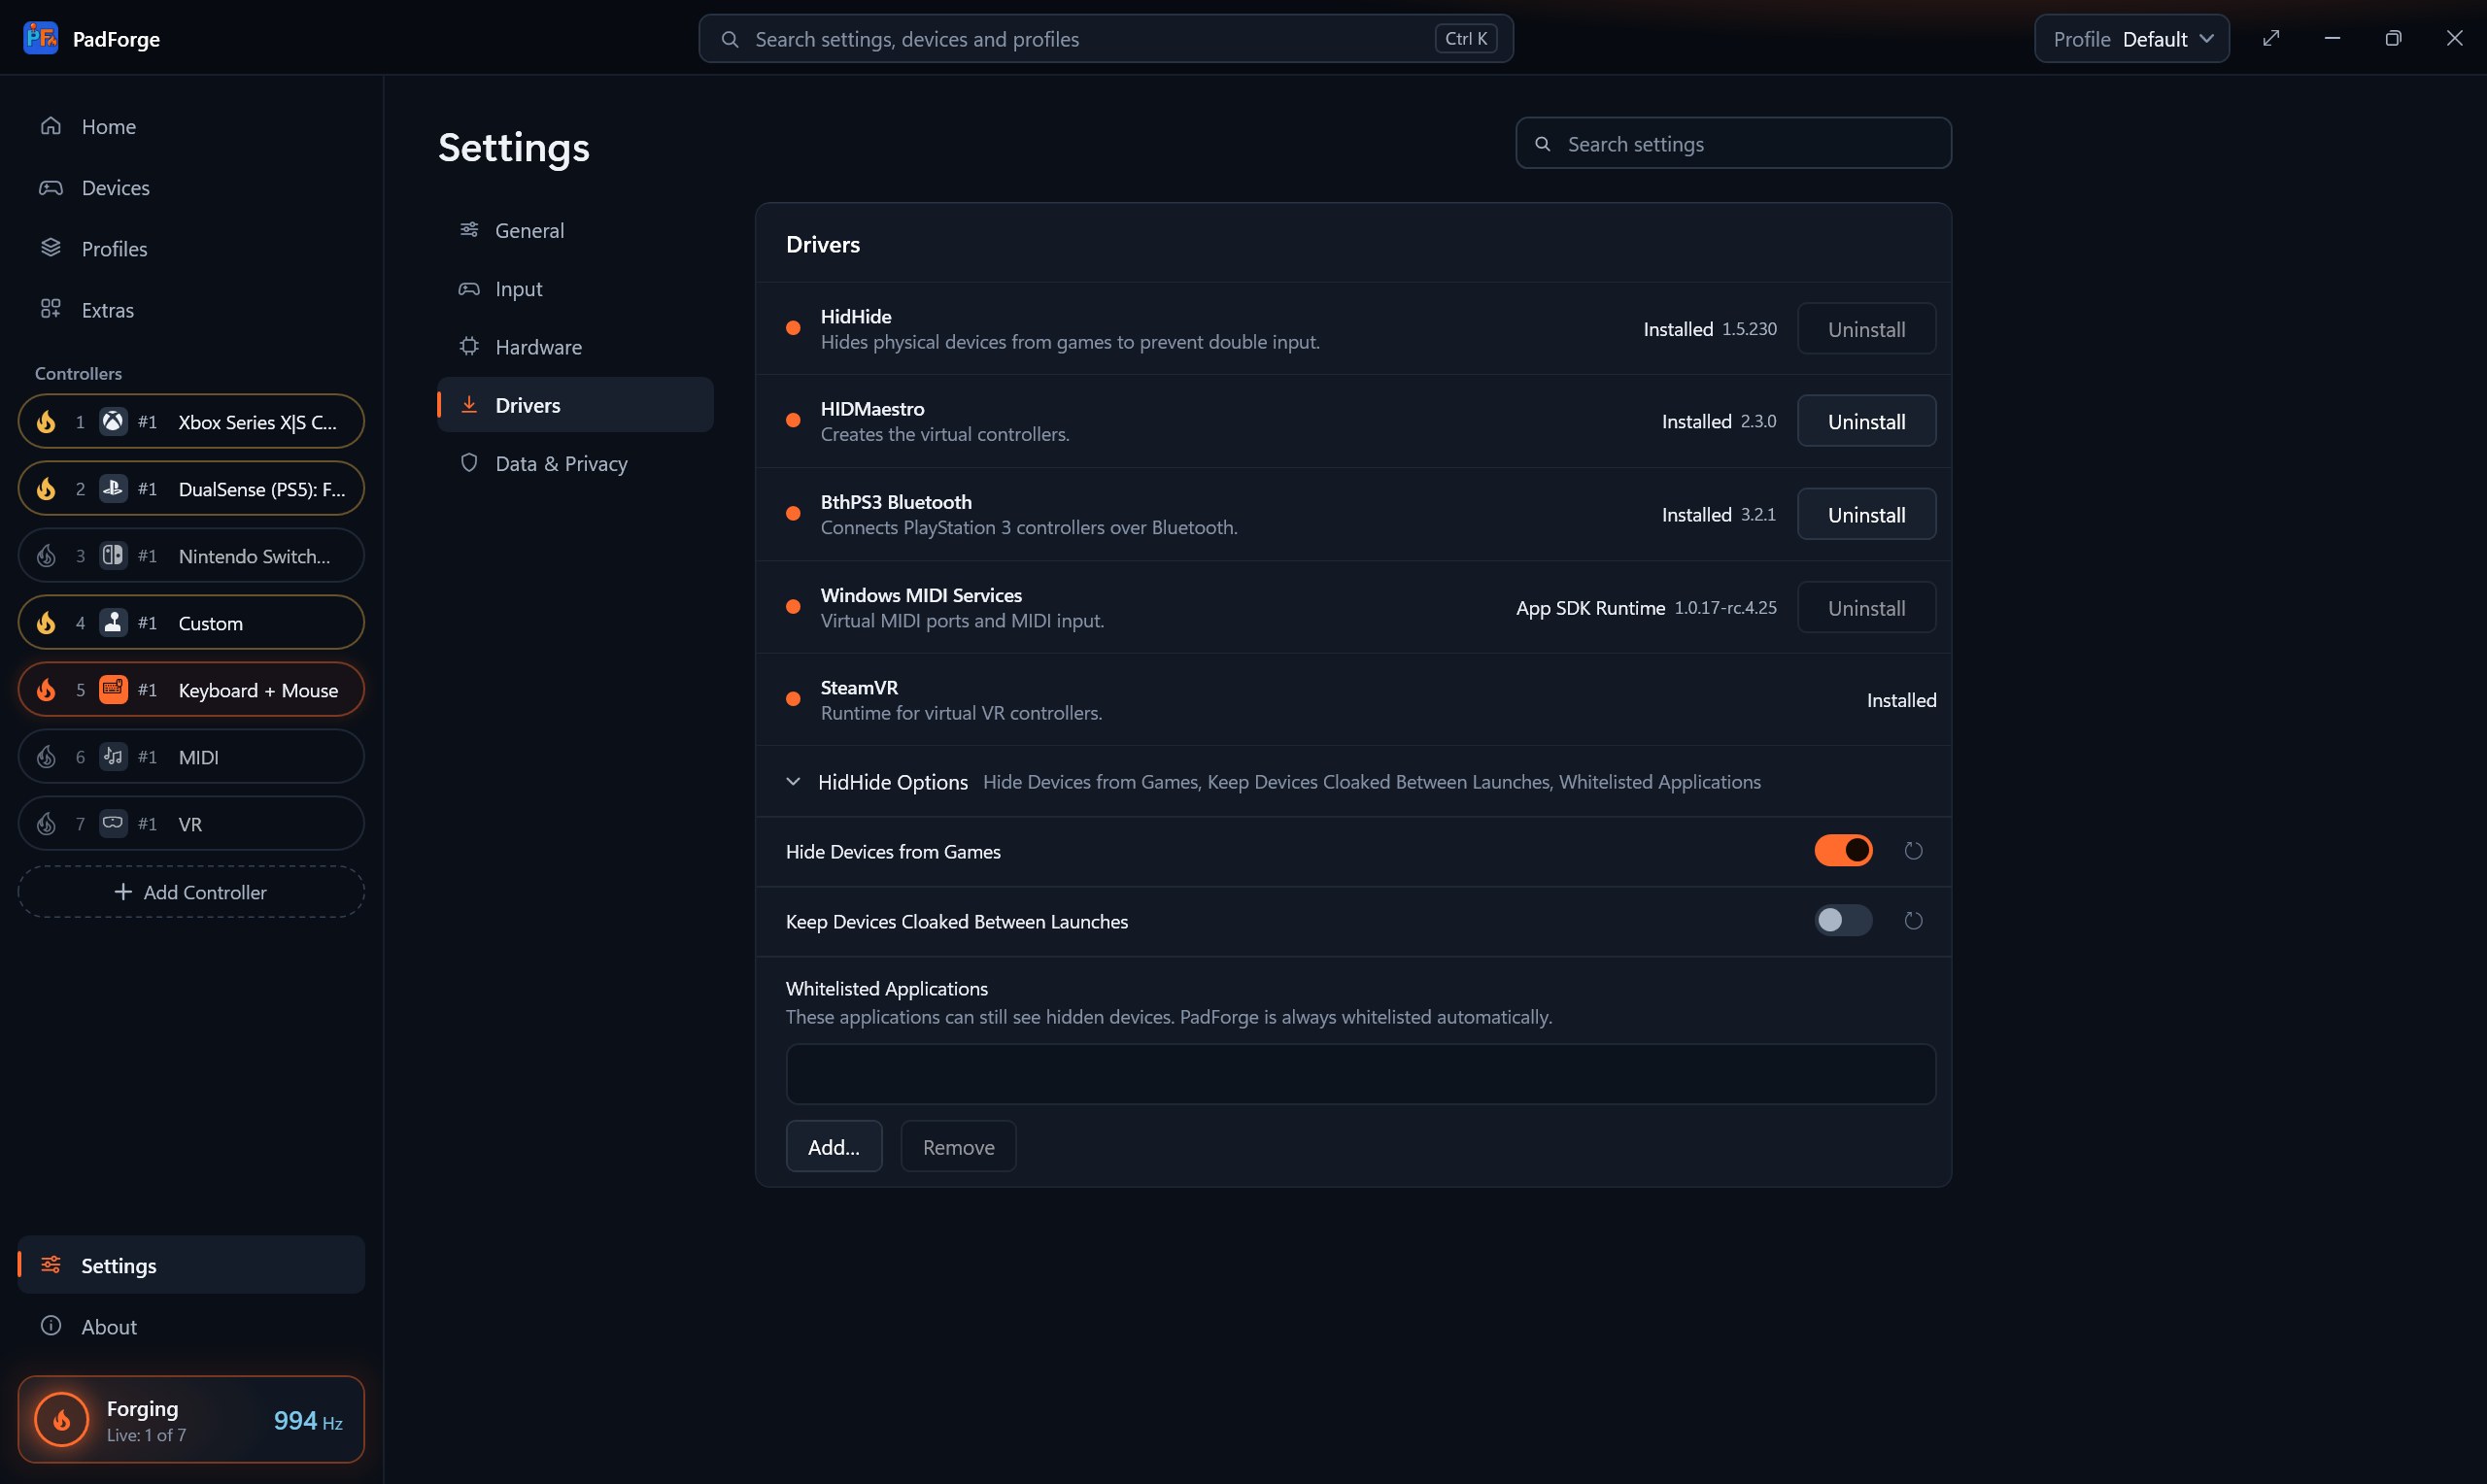 PadForge
Search settings, devices and profiles
Ctrl K
Profile Default
Home
Devices
Profiles
Extras
Controllers
1 #1 Xbox Series X|S C...
2 #1 DualSense (PS5): F...
3 #1 Nintendo Switch...
4 #1 Custom
5 #1 Keyboard + Mouse
6 #1 MIDI
7 #1 VR
+ Add Controller
Settings
About
Forging
Live: 1 of 7
994 Hz
Settings
Search settings
General
Input
Hardware
Drivers
Data & Privacy
Drivers
HidHide
Hides physical devices from games to prevent double input.
Installed 1.5.230
Uninstall
HIDMaestro
Creates the virtual controllers.
Installed 2.3.0
Uninstall
BthPS3 Bluetooth
Connects PlayStation 3 controllers over Bluetooth.
Installed 3.2.1
Uninstall
Windows MIDI Services
Virtual MIDI ports and MIDI input.
App SDK Runtime 1.0.17-rc.4.25
Uninstall
SteamVR
Runtime for virtual VR controllers.
Installed
HidHide Options Hide Devices from Games, Keep Devices Cloaked Between Launches, Whitelisted Applications
Hide Devices from Games
Keep Devices Cloaked Between Launches
Whitelisted Applications
These applications can still see hidden devices. PadForge is always whitelisted automatically.
Add...
Remove